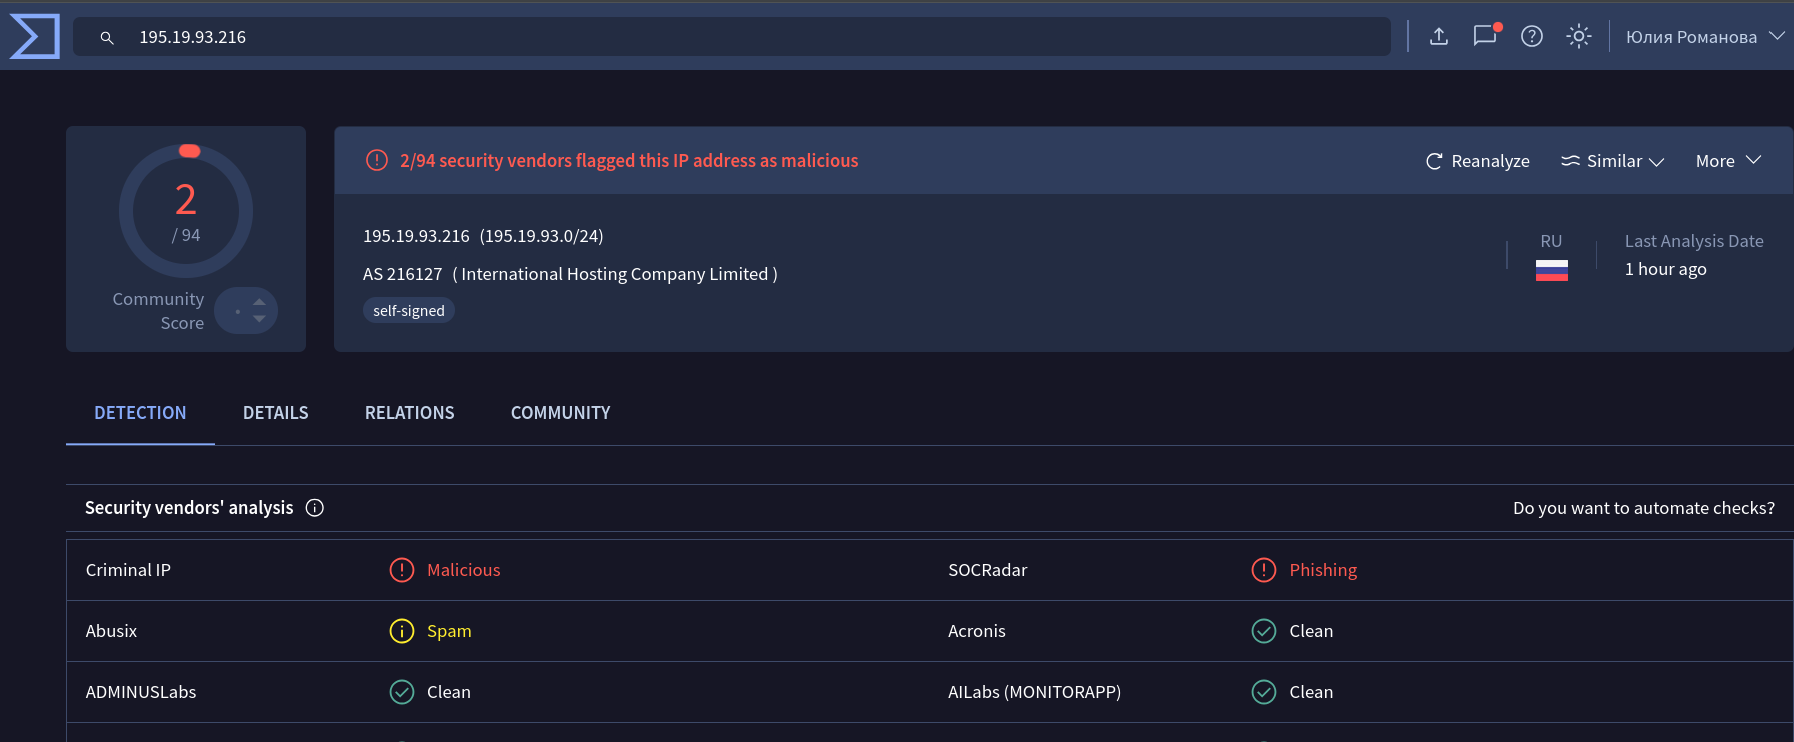 195.19.93.216
Юлия Романова
2
/ 94
Community
Score
2/94 security vendors flagged this IP address as malicious
Reanalyze
Similar
More
195.19.93.216 (195.19.93.0/24)
AS 216127 ( International Hosting Company Limited )
self-signed
RU
Last Analysis Date
1 hour ago
DETECTION DETAILS RELATIONS COMMUNITY
Security vendors' analysis
Do you want to automate checks?
Criminal IP Malicious SOCRadar Phishing
Abusix Spam Acronis Clean
ADMINUSLabs Clean AILabs (MONITORAPP) Clean